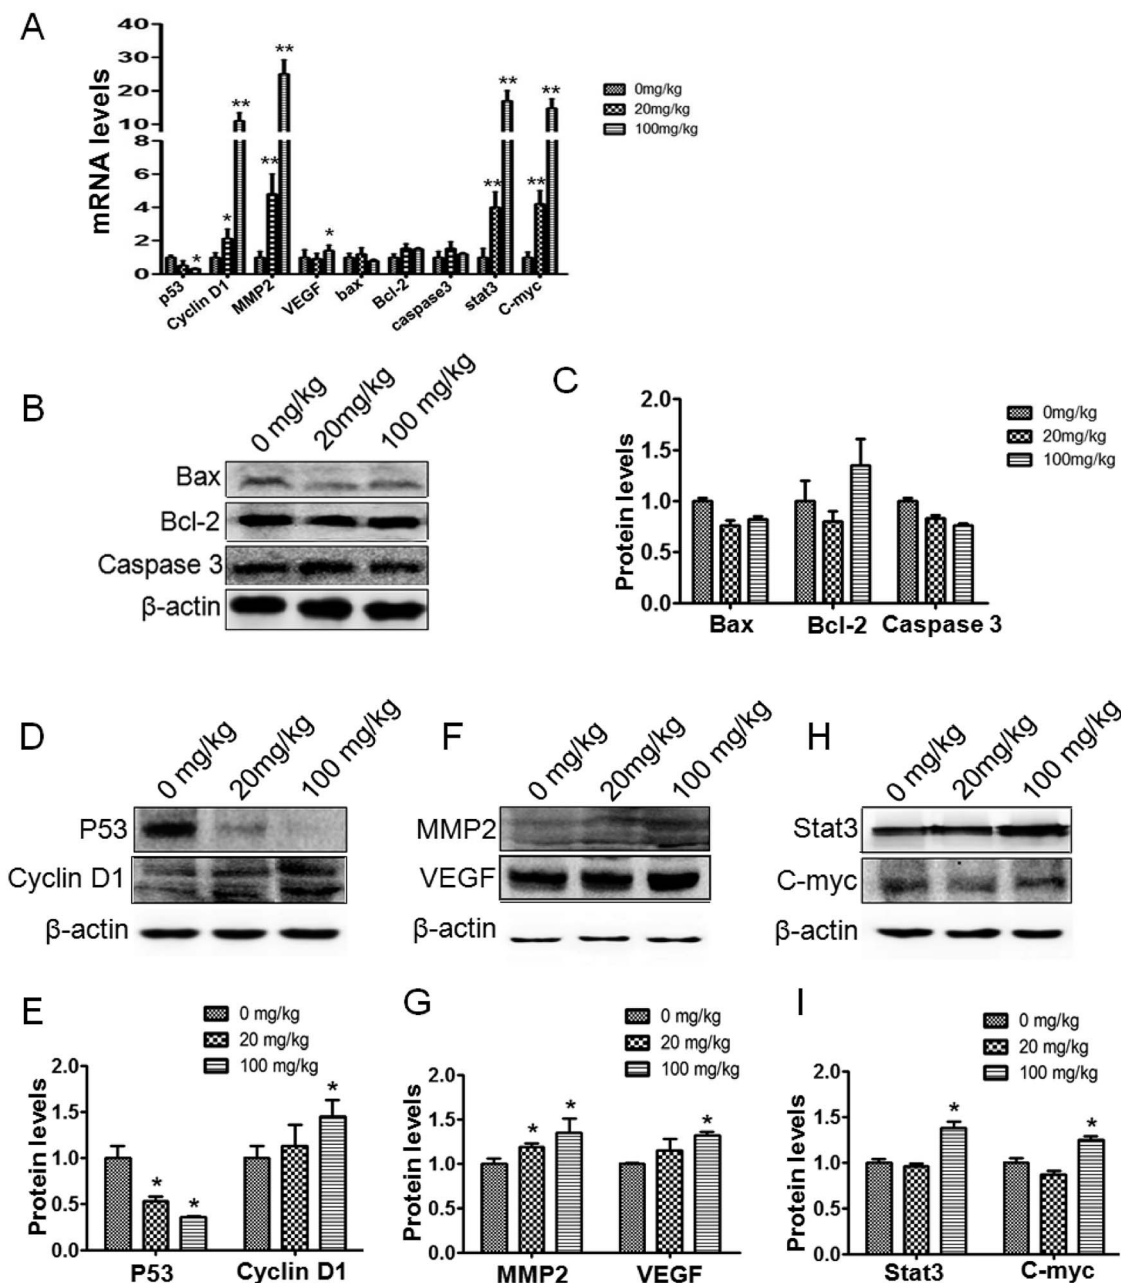 A
mRNA levels
40
30
20
10
8
6
4
2
0
** ** ** **
** ** **
* * *
p53 Cyclin D1 MMP2 VEGF bax Bcl-2 caspase3 stat3 C-myc
0mg/kg
20mg/kg
100mg/kg
B
0 mg/kg 20mg/kg 100 mg/kg
Bax
Bcl-2
Caspase 3
β-actin
C
Protein levels
2.0
1.5
1.0
0.5
0.0
Bax Bcl-2 Caspase 3
0mg/kg
20mg/kg
100mg/kg
D
0 mg/kg 20mg/kg 100 mg/kg
P53
Cyclin D1
β-actin
F
0 mg/kg 20mg/kg 100 mg/kg
MMP2
VEGF
β-actin
H
0 mg/kg 20mg/kg 100 mg/kg
Stat3
C-myc
β-actin
E
0 mg/kg
20 mg/kg
100 mg/kg
Protein levels
2.0
1.5
1.0
0.5
0.0
* * *
P53 Cyclin D1
G
0 mg/kg
20 mg/kg
100 mg/kg
Protein levels
2.0
1.5
1.0
0.5
0.0
* * *
MMP2 VEGF
I
0 mg/kg
20 mg/kg
100 mg/kg
Protein levels
2.0
1.5
1.0
0.5
0.0
* *
Stat3 C-myc